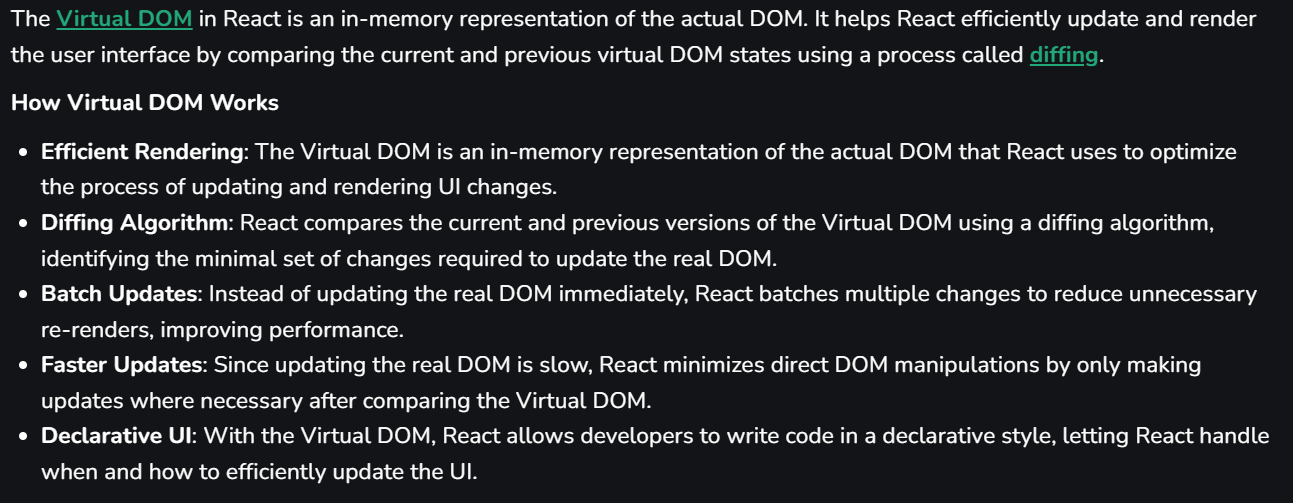 The Virtual DOM in React is an in-memory representation of the actual DOM. It helps React efficiently update and render
the user interface by comparing the current and previous virtual DOM states using a process called diffing.
How Virtual DOM Works
• Efficient Rendering: The Virtual DOM is an in-memory representation of the actual DOM that React uses to optimize
the process of updating and rendering UI changes.
• Diffing Algorithm: React compares the current and previous versions of the Virtual DOM using a diffing algorithm,
identifying the minimal set of changes required to update the real DOM.
• Batch Updates: Instead of updating the real DOM immediately, React batches multiple changes to reduce unnecessary
re-renders, improving performance.
• Faster Updates: Since updating the real DOM is slow, React minimizes direct DOM manipulations by only making
updates where necessary after comparing the Virtual DOM.
• Declarative UI: With the Virtual DOM, React allows developers to write code in a declarative style, letting React handle
when and how to efficiently update the UI.